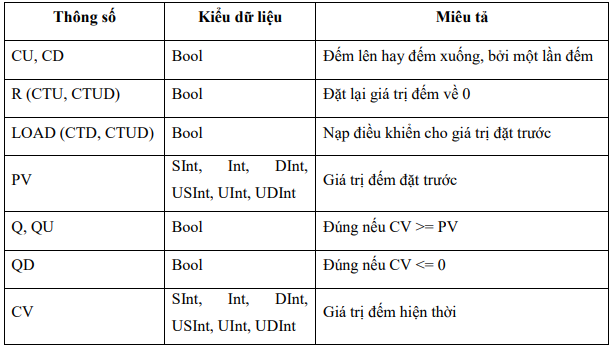 Thông số Kiểu dữ liệu Miêu tả
CU, CD Bool Đếm lên hay đếm xuống, bởi một lần đếm
R (CTU, CTUD) Bool Đặt lại giá trị đếm về 0
LOAD (CTD, CTUD) Bool Nạp điều khiển cho giá trị đặt trước
PV SInt, Int, DInt, USInt, UInt, UDInt Giá trị đếm đặt trước
Q, QU Bool Đúng nếu CV >= PV
QD Bool Đúng nếu CV <= 0
CV SInt, Int, DInt, USInt, UInt, UDInt Giá trị đếm hiện thời